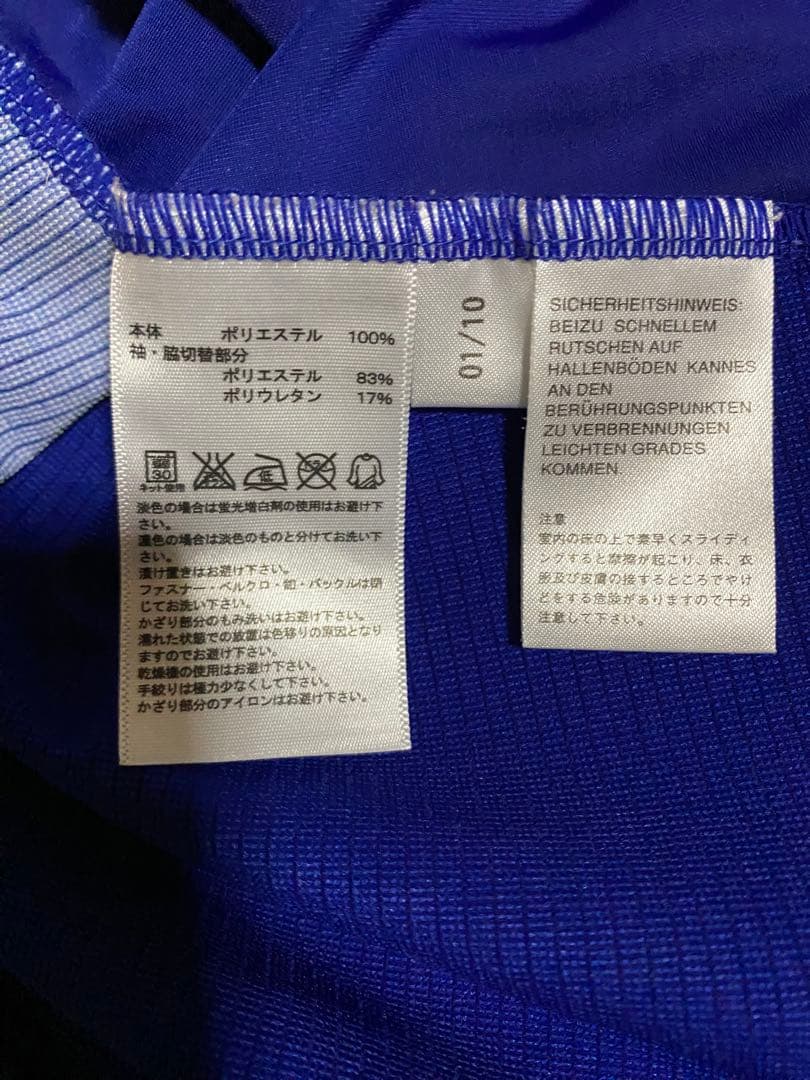 本体 ポリエステル 100%
袖・脇切替部分
ポリエステル 83%
ポリウレタン 17%
30
ネット使用
低
淡色の場合は蛍光増白剤の使用はお避け下
さい。
濃色の場合は淡色のものと分けてお洗い下さ
い。
漬け置きはお避け下さい。
ファスナー・ベルクロ・釦・バックルは閉
じてお洗い下さい。
かざり部分のもみ洗いはお避け下さい。
濡れた状態での放置は色移りの原因となり
ますのでお避け下さい。
乾燥機の使用はお避け下さい。
手絞りは極力少なくして下さい。
かざり部分のアイロンはお避け下さい。
01/10
SICHERHEITSHINWEIS:
BEIZU SCHNELLEM
RUTSCHEN AUF
HALLENBÖDEN KANNES
AN DEN
BERÜHRUNGSPUNKTEN
ZU VERBRENNUNGEN
LEICHTEN GRADES
KOMMEN.
注意
室内の床の上で素早くスライディ
ングすると摩擦が起こり、床、衣
服及び皮膚の接するところでやけ
どをする危険がありますので十分
注意して下さい。